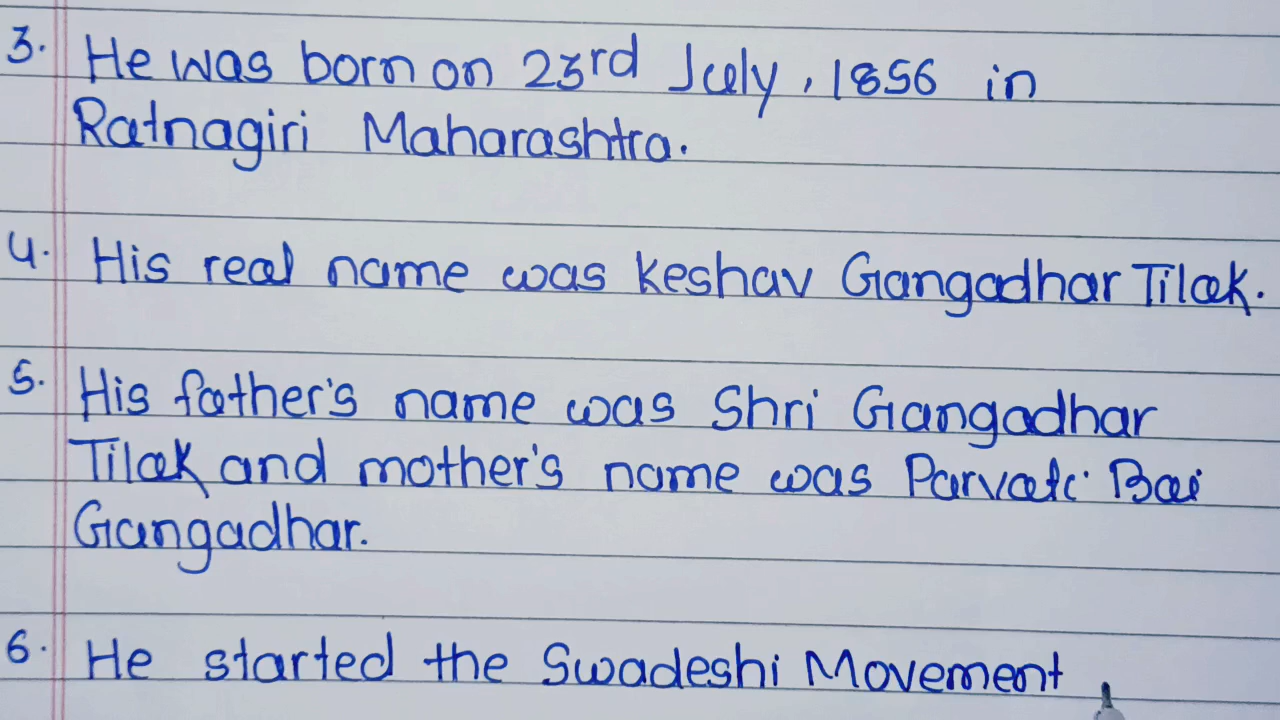 3. He was born on 23rd July, 1856 in
Ratnagiri Maharashtra.
4. His real name was Keshav Gangadhar Tilak.
5. His father's name was Shri Gangadhar
Tilak and mother's name was Parvati Bai
Gangadhar.
6. He started the Swadeshi Movement